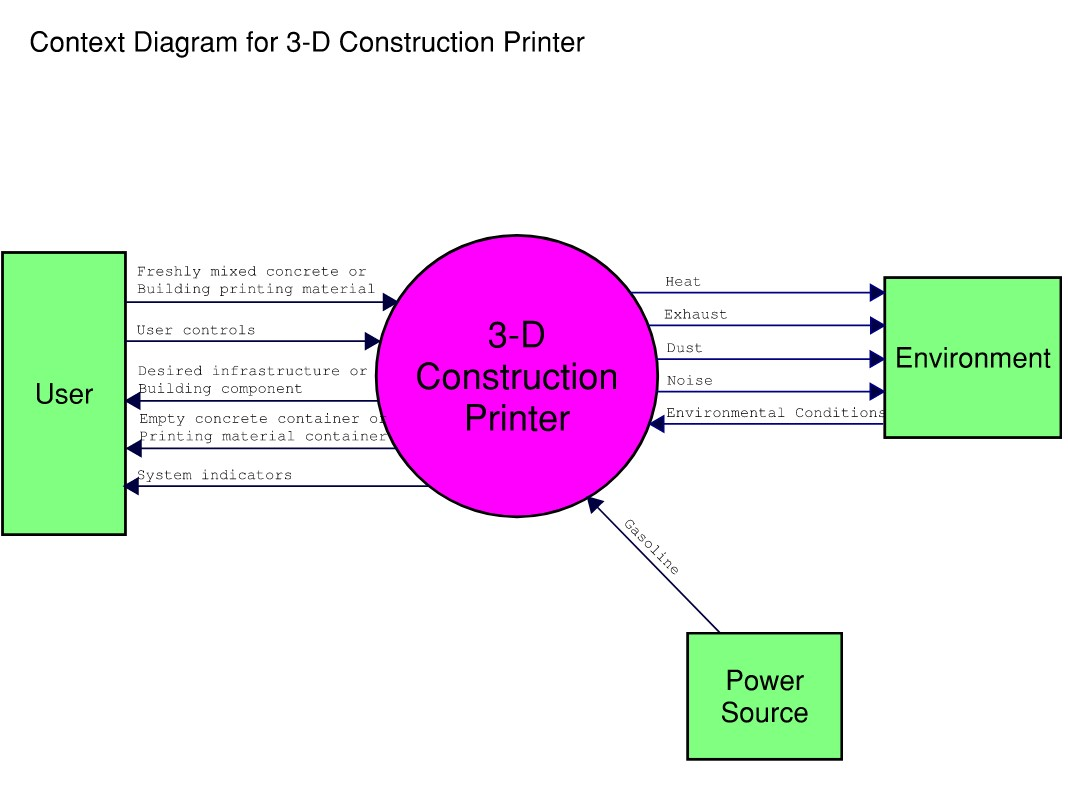 Context Diagram for 3-D Construction Printer
Freshly mixed concrete or
Building printing material
User controls
Desired infrastructure or
Building component
Empty concrete container or
Printing material container
System indicators
User
3-D
Construction
Printer
Heat
Exhaust
Dust
Noise
Environmental Conditions
Environment
Gasoline
Power
Source